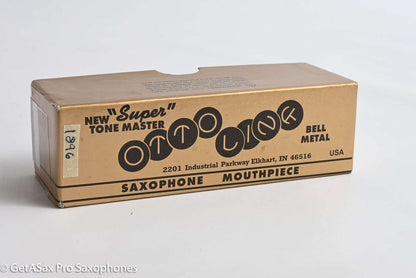 NEW "Super"
TONE MASTER
OTTO LINK
BELL
METAL
2201 Industrial Parkway Elkhart, IN 46516
USA
SAXOPHONE MOUTHPIECE
1896
© GetASax Pro Saxophones